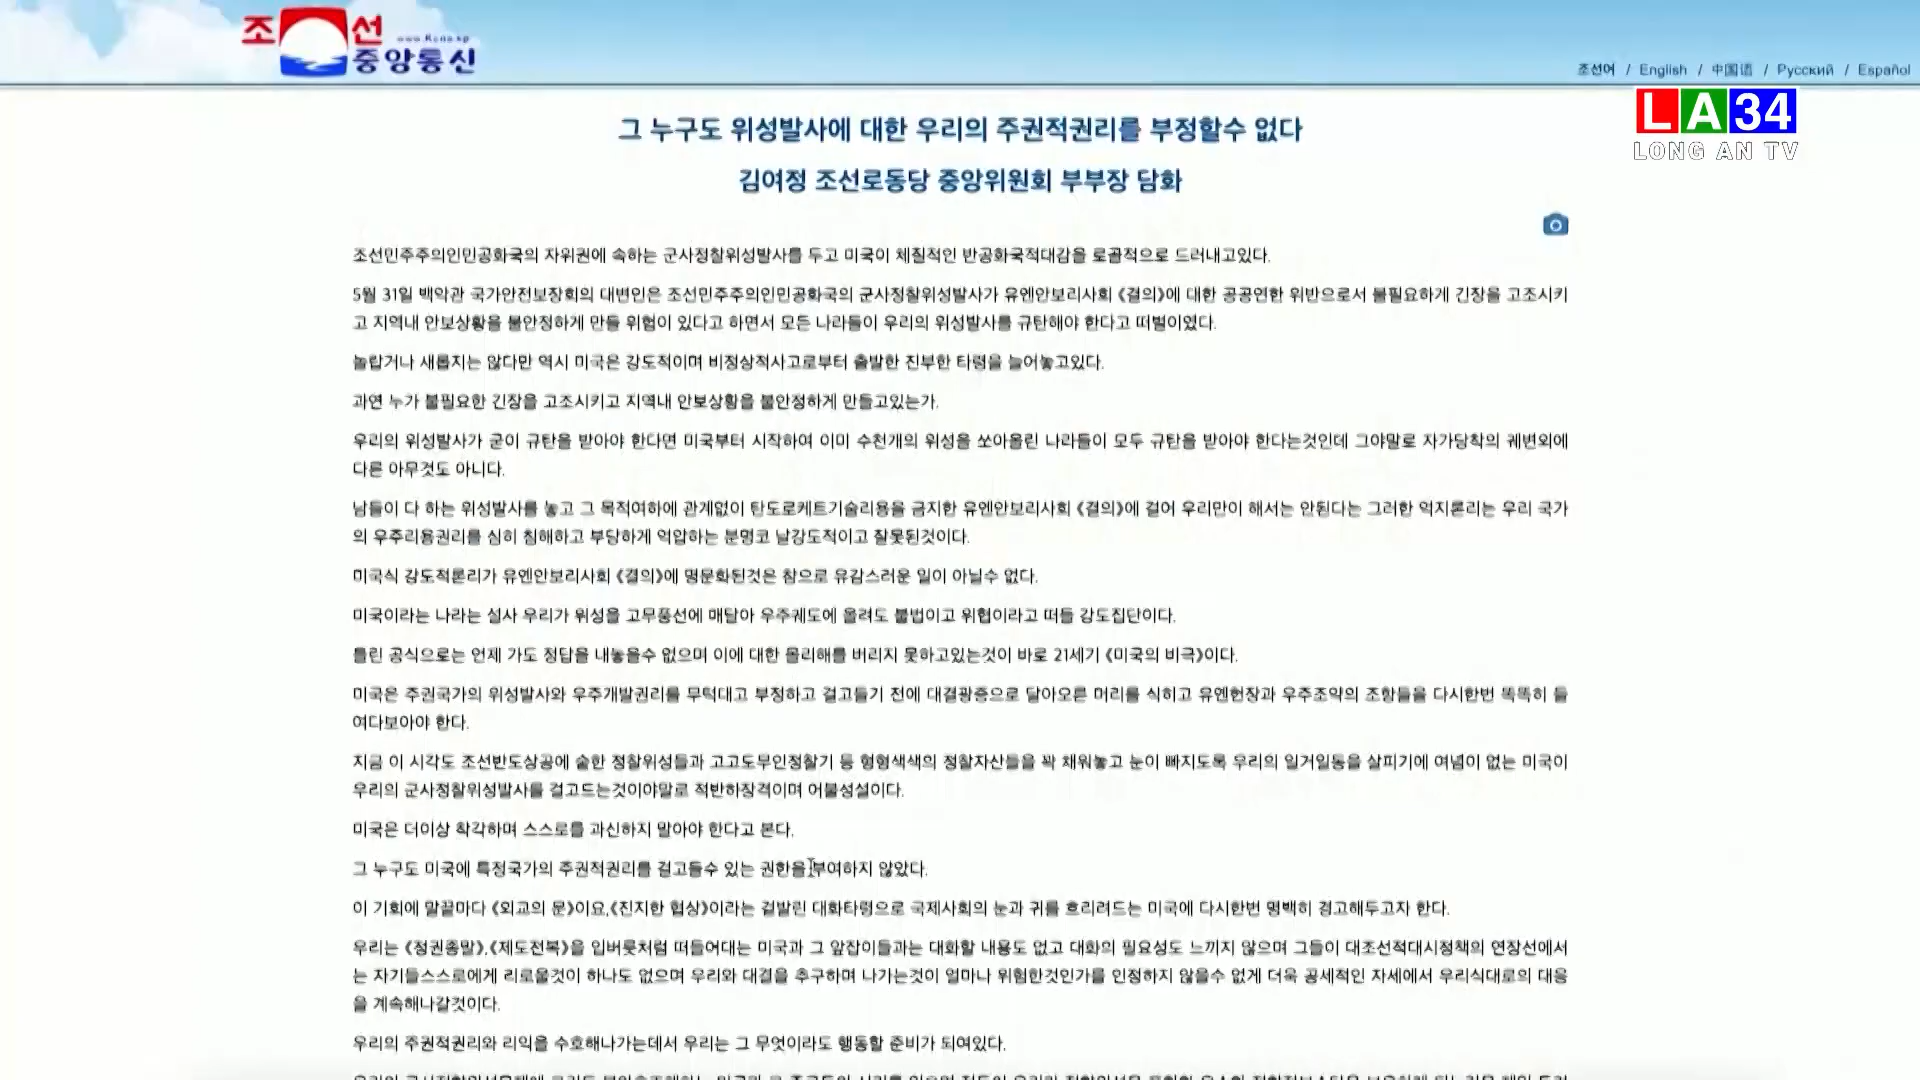 조선
www.kcna.kp
중앙통신
조선어 / English / 中国语 / Русский / Español
LA34
LONG AN TV
그 누구도 위성발사에 대한 우리의 주권적권리를 부정할수 없다
김여정 조선로동당 중앙위원회 부부장 담화
조선민주주의인민공화국의 자위권에 속하는 군사정찰위성발사를 두고 미국이 체질적인 반공화국적대감을 로골적으로 드러내고있다.
5월 31일 백악관 국가안전보장회의 대변인은 조선민주주의인민공화국의 군사정찰위성발사가 유엔안보리사회 《결의》에 대한 공공연한 위반으로서 불필요하게 긴장을 고조시키
고 지역내 안보상황을 불안정하게 만들 위험이 있다고 하면서 모든 나라들이 우리의 위성발사를 규탄해야 한다고 떠벌이였다.
놀랍거나 새롭지는 않다만 역시 미국은 강도적이며 비정상적사고로부터 출발한 진부한 타령을 늘어놓고있다.
과연 누가 불필요한 긴장을 고조시키고 지역내 안보상황을 불안정하게 만들고있는가.
우리의 위성발사가 굳이 규탄을 받아야 한다면 미국부터 시작하여 이미 수천개의 위성을 쏘아올린 나라들이 모두 규탄을 받아야 한다는것인데 그야말로 자가당착의 궤변외에
다른 아무것도 아니다.
남들이 다 하는 위성발사를 놓고 그 목적여하에 관계없이 탄도로케트기술리용을 금지한 유엔안보리사회 《결의》에 걸어 우리만이 해서는 안된다는 그러한 억지론리는 우리 국가
의 우주리용권리를 심히 침해하고 부당하게 억압하는 분명코 날강도적이고 잘못된것이다.
미국식 강도적론리가 유엔안보리사회 《결의》에 명문화된것은 참으로 유감스러운 일이 아닐수 없다.
미국이라는 나라는 설사 우리가 위성을 고무풍선에 매달아 우주궤도에 올려도 불법이고 위협이라고 떠들 강도집단이다.
틀린 공식으로는 언제 가도 정답을 내놓을수 없으며 이에 대한 몰리해를 버리지 못하고있는것이 바로 21세기 《미국의 비극》이다.
미국은 주권국가의 위성발사와 우주개발권리를 무턱대고 부정하고 걸고들기 전에 대결광증으로 달아오른 머리를 식히고 유엔헌장과 우주조약의 조항들을 다시한번 똑똑히 들
여다보아야 한다.
지금 이 시각도 조선반도상공에 숱한 정찰위성들과 고고도무인정찰기 등 형형색색의 정찰자산들을 꽉 채워놓고 눈이 빠지도록 우리의 일거일동을 살피기에 여념이 없는 미국이
우리의 군사정찰위성발사를 걸고드는것이야말로 적반하장격이며 어불성설이다.
미국은 더이상 착각하며 스스로를 과신하지 말아야 한다고 본다.
그 누구도 미국에 특정국가의 주권적권리를 걸고들수 있는 권한을 부여하지 않았다.
이 기회에 말끝마다 《외교의 문》이요,《진지한 협상》이라는 겉발린 대화타령으로 국제사회의 눈과 귀를 흐리려드는 미국에 다시한번 명백히 경고해두고자 한다.
우리는 《정권종말》,《제도전복》을 입버릇처럼 떠들어대는 미국과 그 앞잡이들과는 대화할 내용도 없고 대화의 필요성도 느끼지 않으며 그들이 대조선적대시정책의 연장선에서
는 자기들스스로에게 리로울것이 하나도 없으며 우리와 대결을 추구하며 나가는것이 얼마나 위험한것인가를 인정하지 않을수 없게 더욱 공세적인 자세에서 우리식대로의 대응
을 계속해나갈것이다.
우리의 주권적권리와 리익을 수호해나가는데서 우리는 그 무엇이라도 행동할 준비가 되여있다.